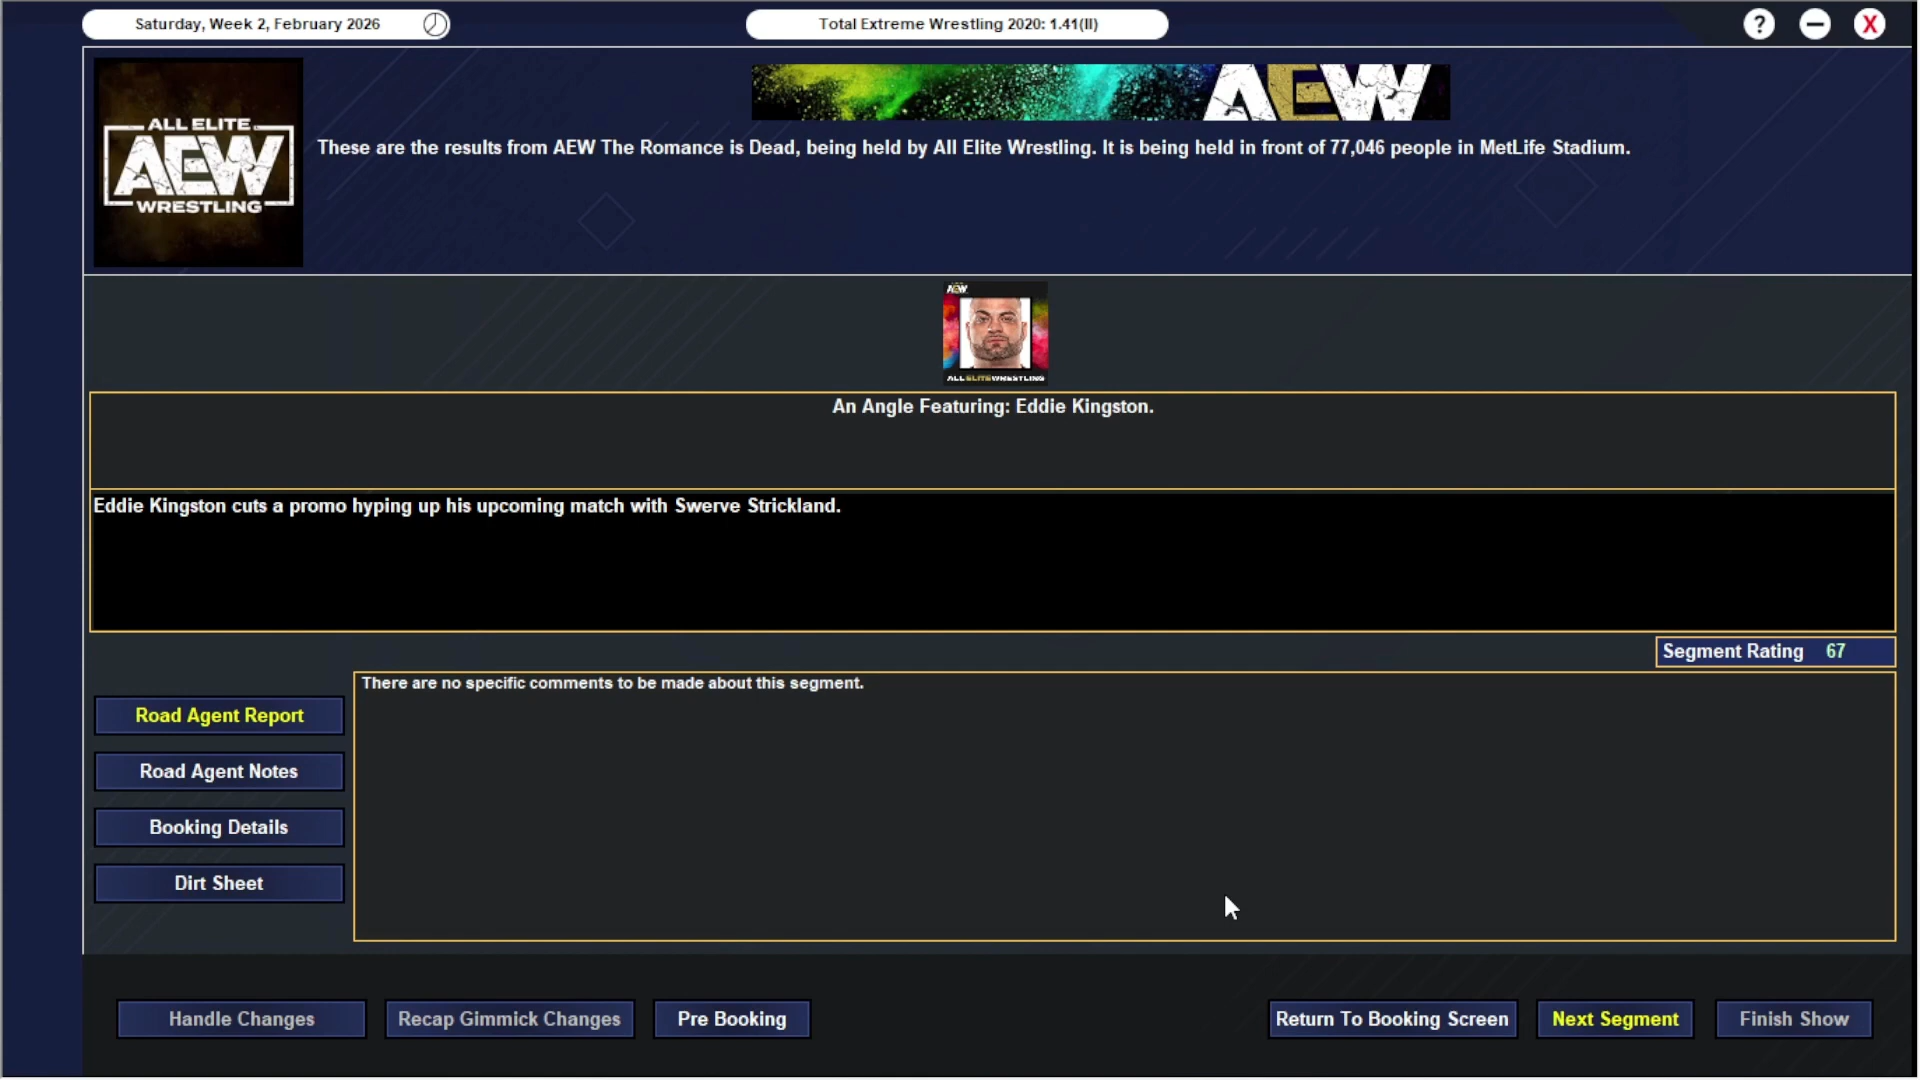 Saturday, Week 2, February 2026
Total Extreme Wrestling 2020: 1.41(II)
?
X
AEW
ALL ELITE
AEW
WRESTLING
These are the results from AEW The Romance is Dead, being held by All Elite Wrestling. It is being held in front of 77,046 people in MetLife Stadium.
AEW
ALL ELITE WRESTLING
An Angle Featuring: Eddie Kingston.
Eddie Kingston cuts a promo hyping up his upcoming match with Swerve Strickland.
Segment Rating 67
There are no specific comments to be made about this segment.
Road Agent Report
Road Agent Notes
Booking Details
Dirt Sheet
Handle Changes
Recap Gimmick Changes
Pre Booking
Return To Booking Screen
Next Segment
Finish Show